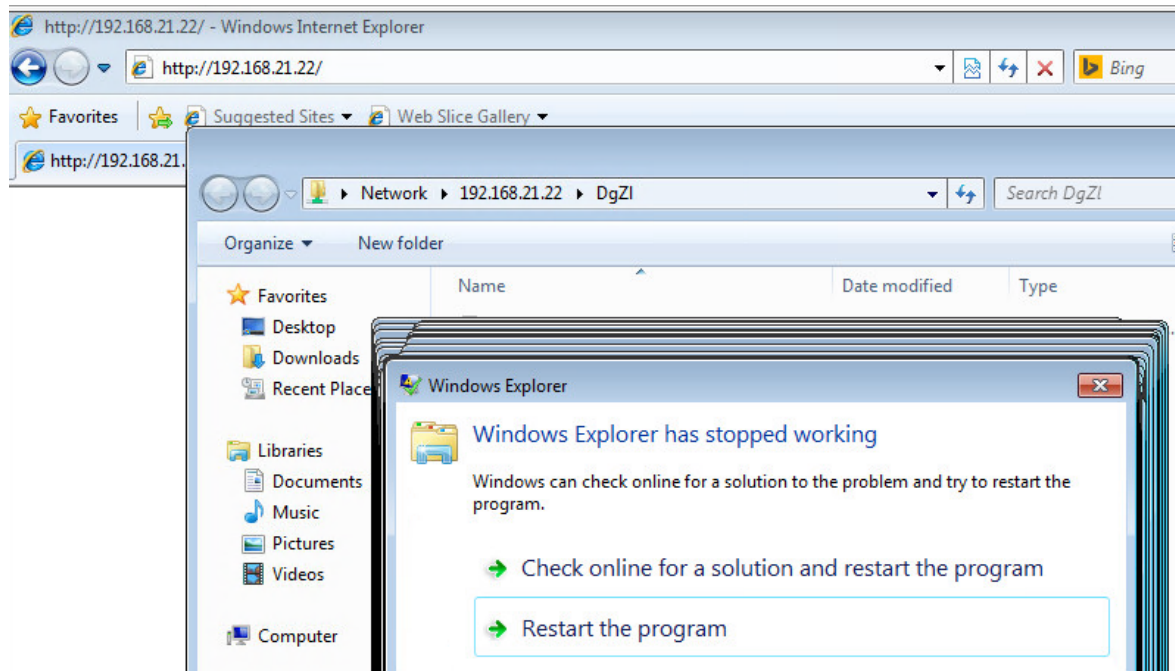 http://192.168.21.22/ - Windows Internet Explorer
http://192.168.21.22/
Bing
Favorites
Suggested Sites
Web Slice Gallery
http://192.168.21.
Network
192.168.21.22
DgZl
Search DgZl
Organize
New folder
Favorites
Desktop
Downloads
Recent Place
Libraries
Documents
Music
Pictures
Videos
Computer
Name
Date modified
Type
Windows Explorer
Windows Explorer has stopped working
Windows can check online for a solution to the problem and try to restart the
program.
Check online for a solution and restart the program
Restart the program